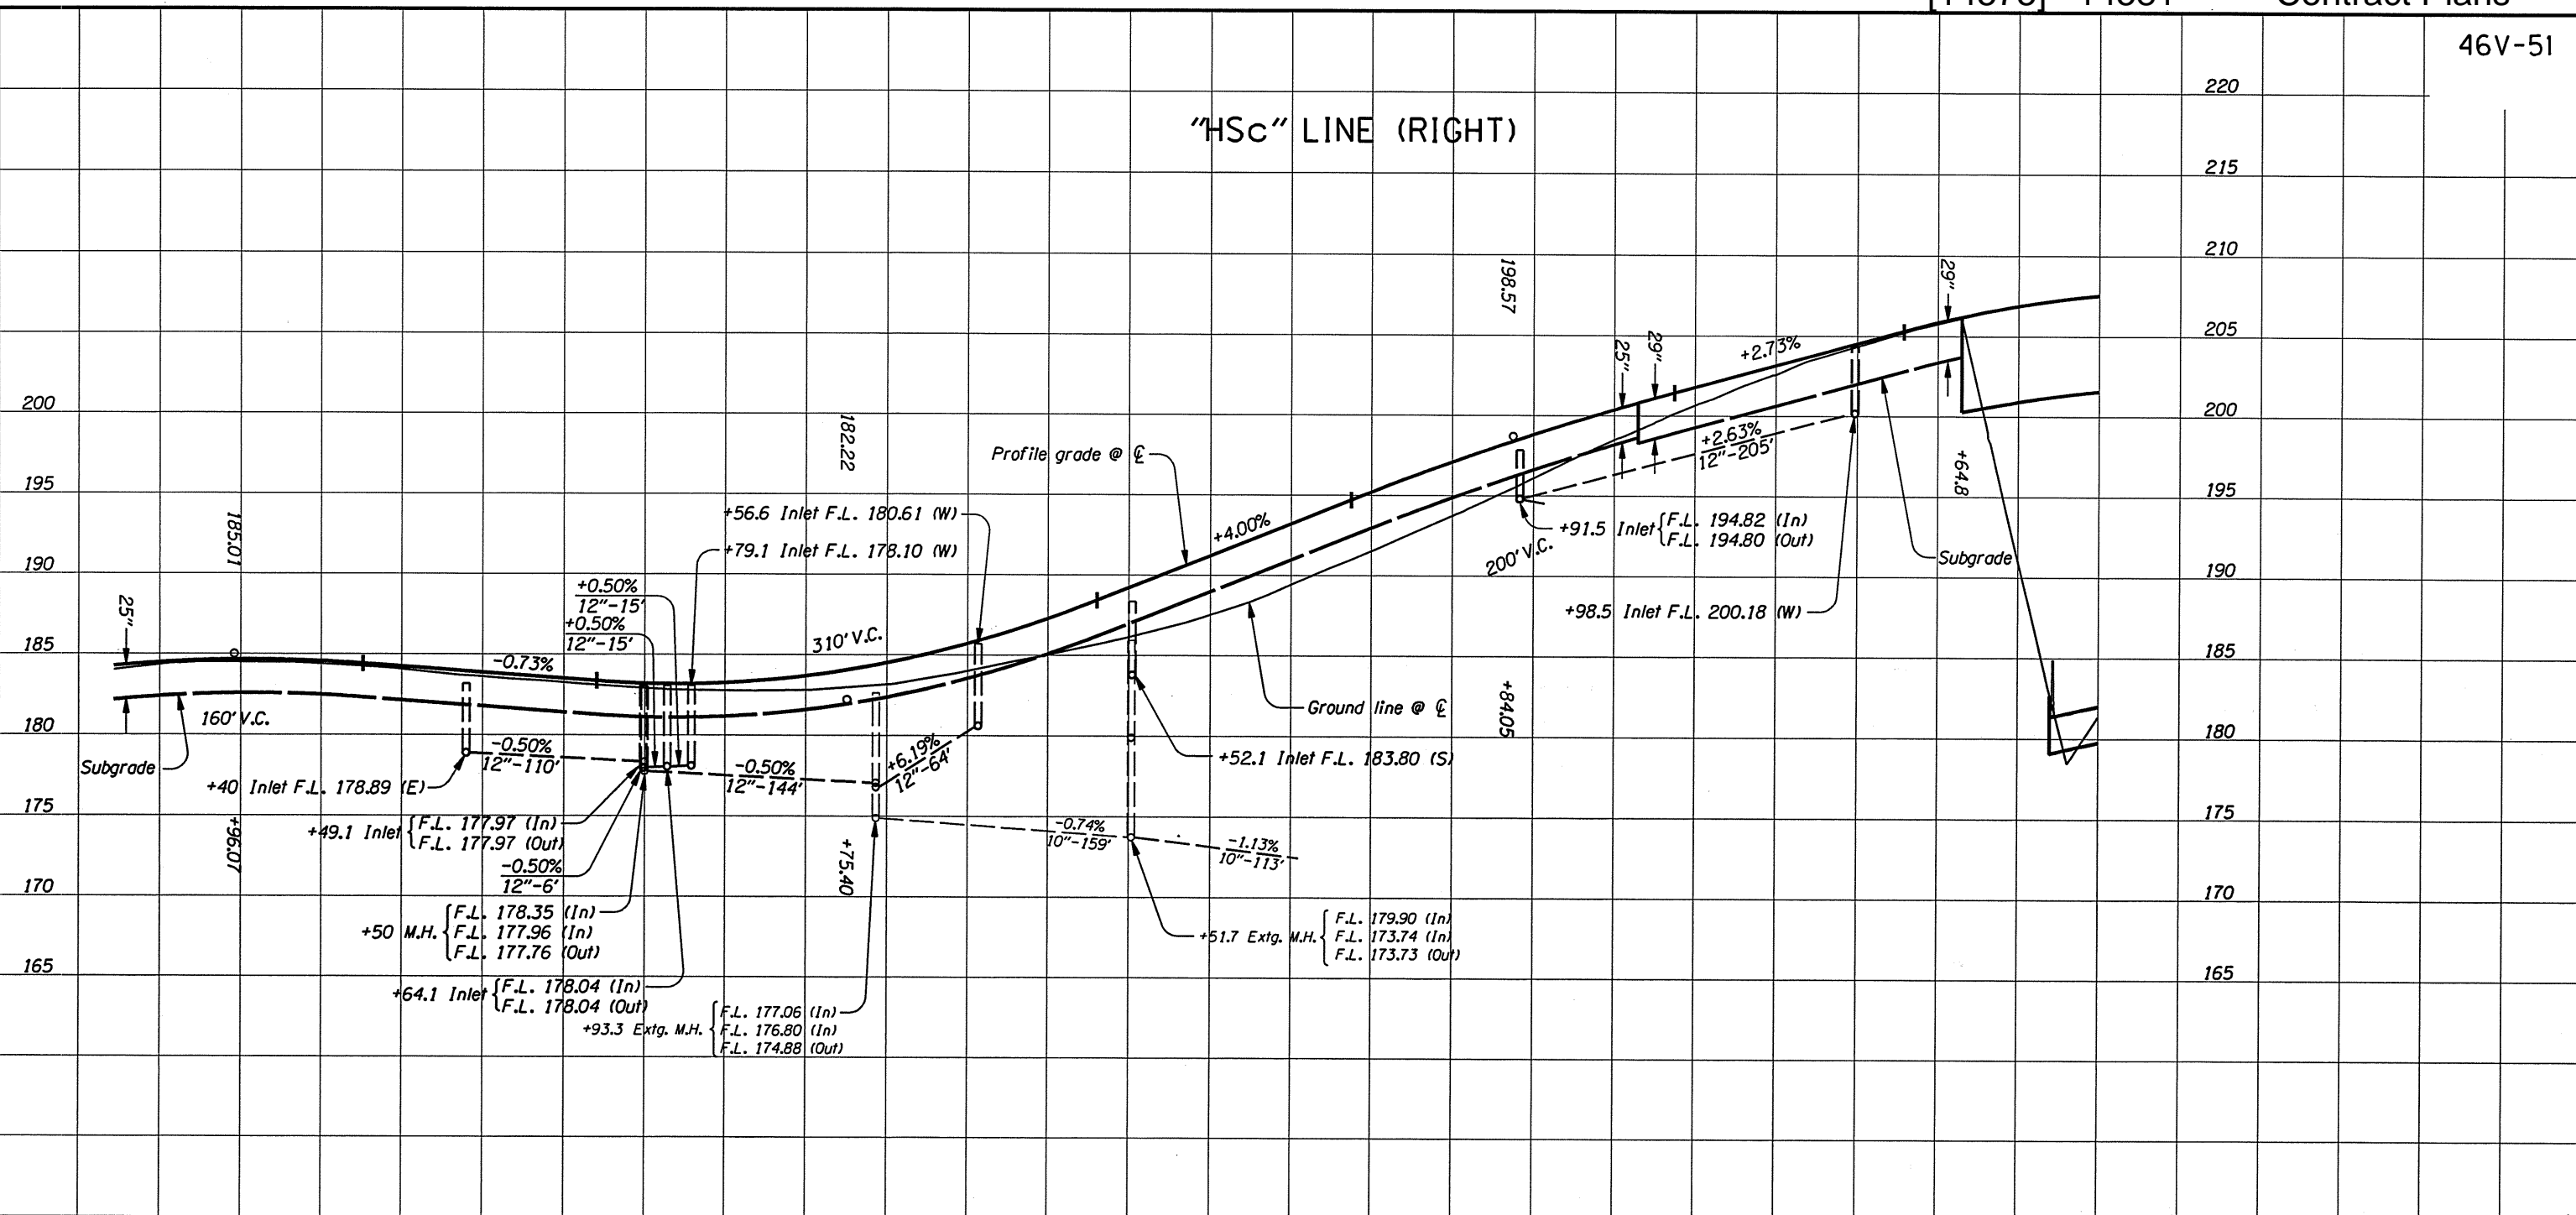 Contract Plans
46V-51
"HSc" LINE (RIGHT)
220
215
210
205
200
195
190
185
180
175
170
165
200
195
190
185
180
175
170
165
185.01
182.22
198.57
25"
29"
29"
+2.73%
+2.63%
12"-205'
+64.8
Profile grade @ ℄
+4.00%
+56.6 Inlet F.L. 180.61 (W)
+79.1 Inlet F.L. 178.10 (W)
+0.50%
12"-15'
+0.50%
12"-15'
+91.5 Inlet
F.L. 194.82 (In)
F.L. 194.80 (Out)
200' V.C.
Subgrade
+98.5 Inlet F.L. 200.18 (W)
25"
-0.73%
310' V.C.
160' V.C.
+84.05
Ground line @ ℄
Subgrade
-0.50%
12"-110'
-0.50%
12"-144'
+6.19%
12"-64'
+52.1 Inlet F.L. 183.80 (S)
+40 Inlet F.L. 178.89 (E)
+49.1 Inlet
F.L. 177.97 (In)
F.L. 177.97 (Out)
+96.07
+75.40
-0.74%
10"-159'
-1.13%
10"-113'
-0.50%
12"-6'
+50 M.H.
F.L. 178.35 (In)
F.L. 177.96 (In)
F.L. 177.76 (Out)
+51.7 Extg. M.H.
F.L. 179.90 (In)
F.L. 173.74 (In)
F.L. 173.73 (Out)
+64.1 Inlet
F.L. 178.04 (In)
F.L. 178.04 (Out)
+93.3 Extg. M.H.
F.L. 177.06 (In)
F.L. 176.80 (In)
F.L. 174.88 (Out)